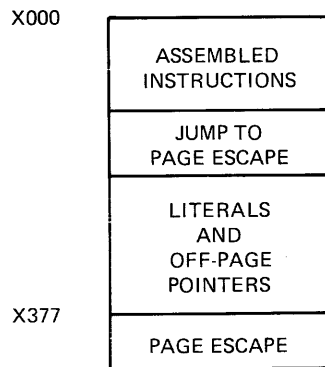 X000
ASSEMBLED
INSTRUCTIONS
JUMP TO
PAGE ESCAPE
LITERALS
AND
OFF-PAGE
POINTERS
X377
PAGE ESCAPE